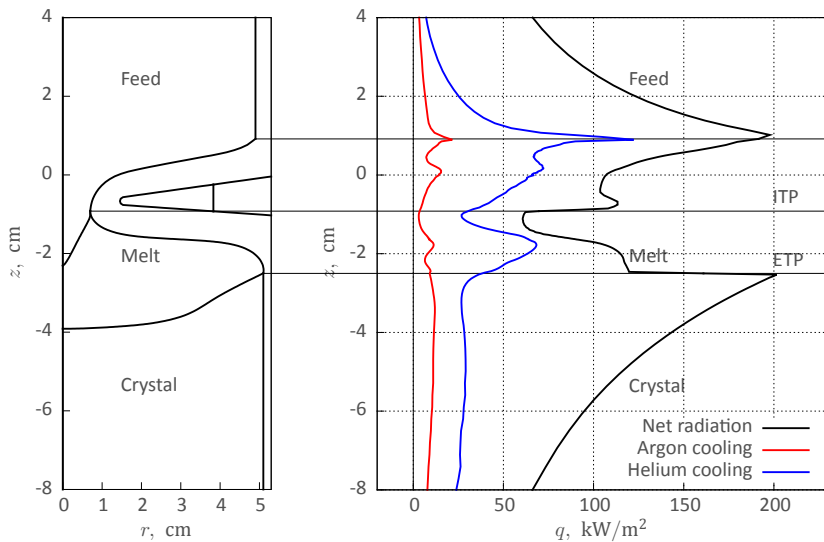 4
2
0
-2
-4
-6
-8
z, cm
Feed
Melt
Crystal
0 1 2 3 4 5
r, cm
4
2
0
-2
-4
-6
-8
z, cm
Feed
ITP
Melt
ETP
Crystal
Net radiation
Argon cooling
Helium cooling
0 50 100 150 200
q, kW/m²